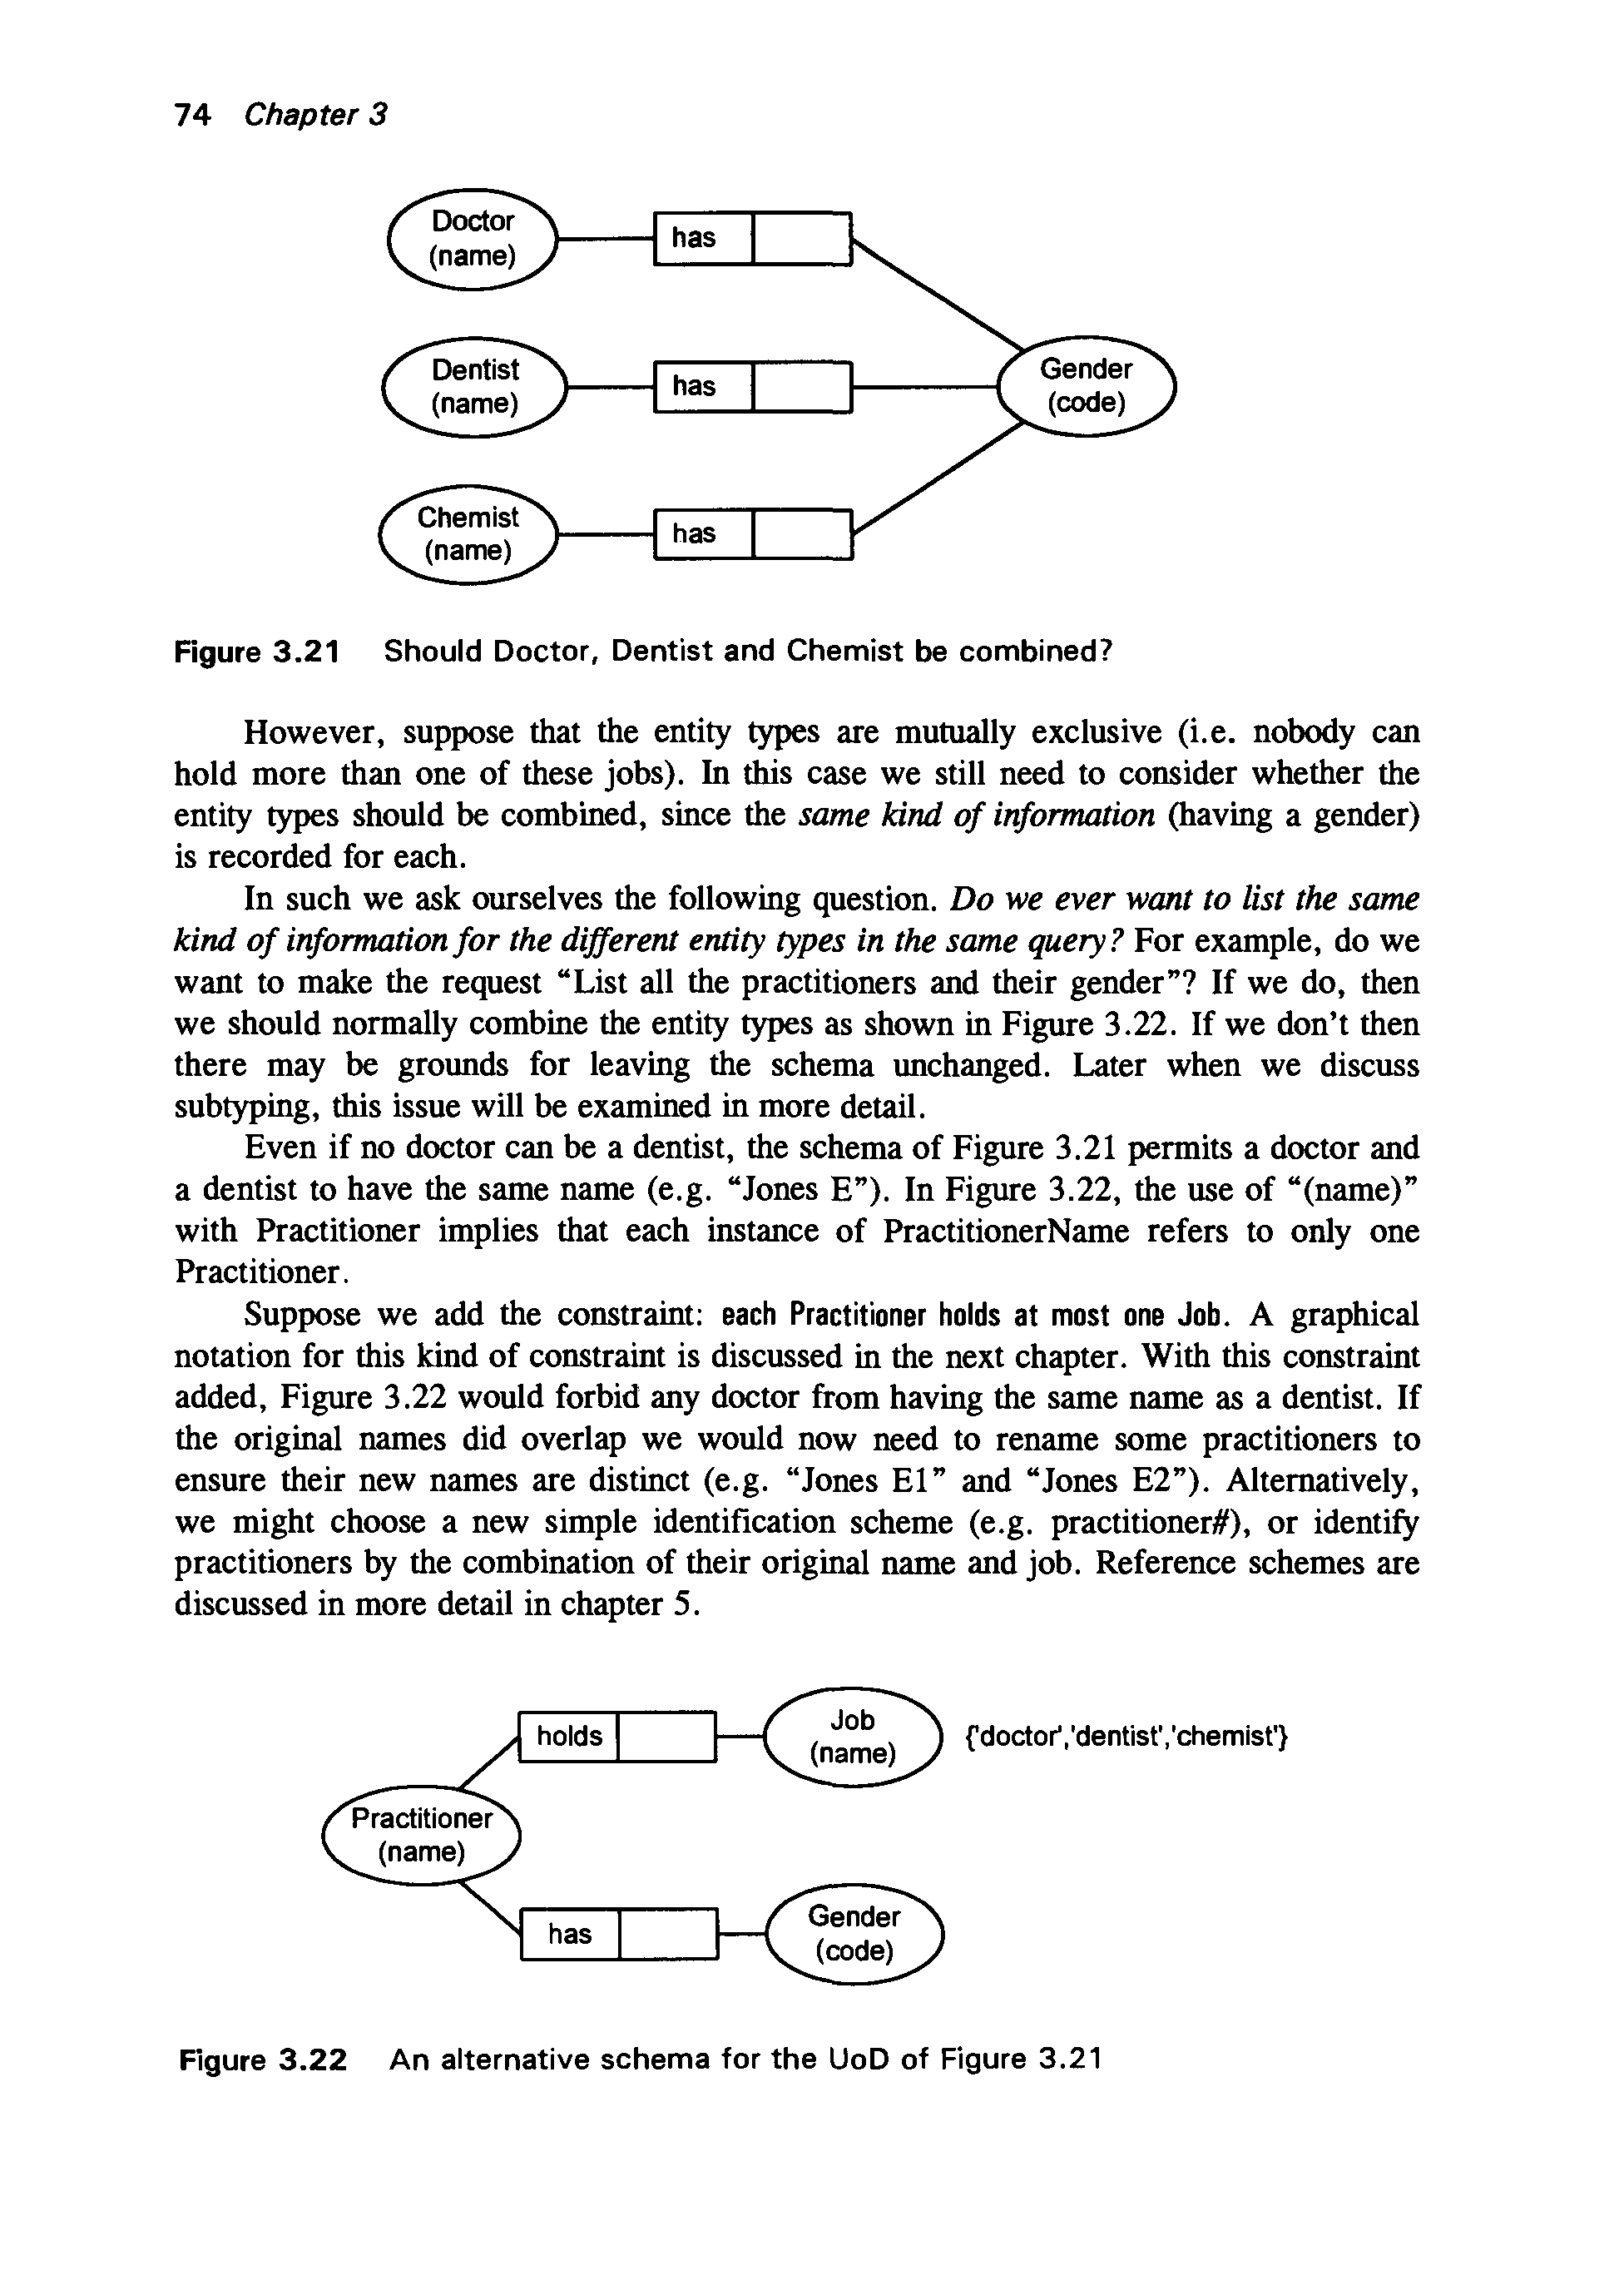 74 Chapter 3
Doctor
(name)
has
Dentist
(name)
has
Gender
(code)
Chemist
(name)
has
Figure 3.21 Should Doctor, Dentist and Chemist be combined?
However, suppose that the entity types are mutually exclusive (i.e. nobody can
hold more than one of these jobs). In this case we still need to consider whether the
entity types should be combined, since the same kind of information (having a gender)
is recorded for each.
In such we ask ourselves the following question. Do we ever want to list the same
kind of information for the different entity types in the same query? For example, do we
want to make the request “List all the practitioners and their gender”? If we do, then
we should normally combine the entity types as shown in Figure 3.22. If we don’t then
there may be grounds for leaving the schema unchanged. Later when we discuss
subtyping, this issue will be examined in more detail.
Even if no doctor can be a dentist, the schema of Figure 3.21 permits a doctor and
a dentist to have the same name (e.g. “Jones E”). In Figure 3.22, the use of “(name)”
with Practitioner implies that each instance of PractitionerName refers to only one
Practitioner.
Suppose we add the constraint: each Practitioner holds at most one Job. A graphical
notation for this kind of constraint is discussed in the next chapter. With this constraint
added, Figure 3.22 would forbid any doctor from having the same name as a dentist. If
the original names did overlap we would now need to rename some practitioners to
ensure their new names are distinct (e.g. “Jones E1” and “Jones E2”). Alternatively,
we might choose a new simple identification scheme (e.g. practitioner#), or identify
practitioners by the combination of their original name and job. Reference schemes are
discussed in more detail in chapter 5.
holds
Job
(name)
{'doctor','dentist','chemist'}
Practitioner
(name)
has
Gender
(code)
Figure 3.22 An alternative schema for the UoD of Figure 3.21